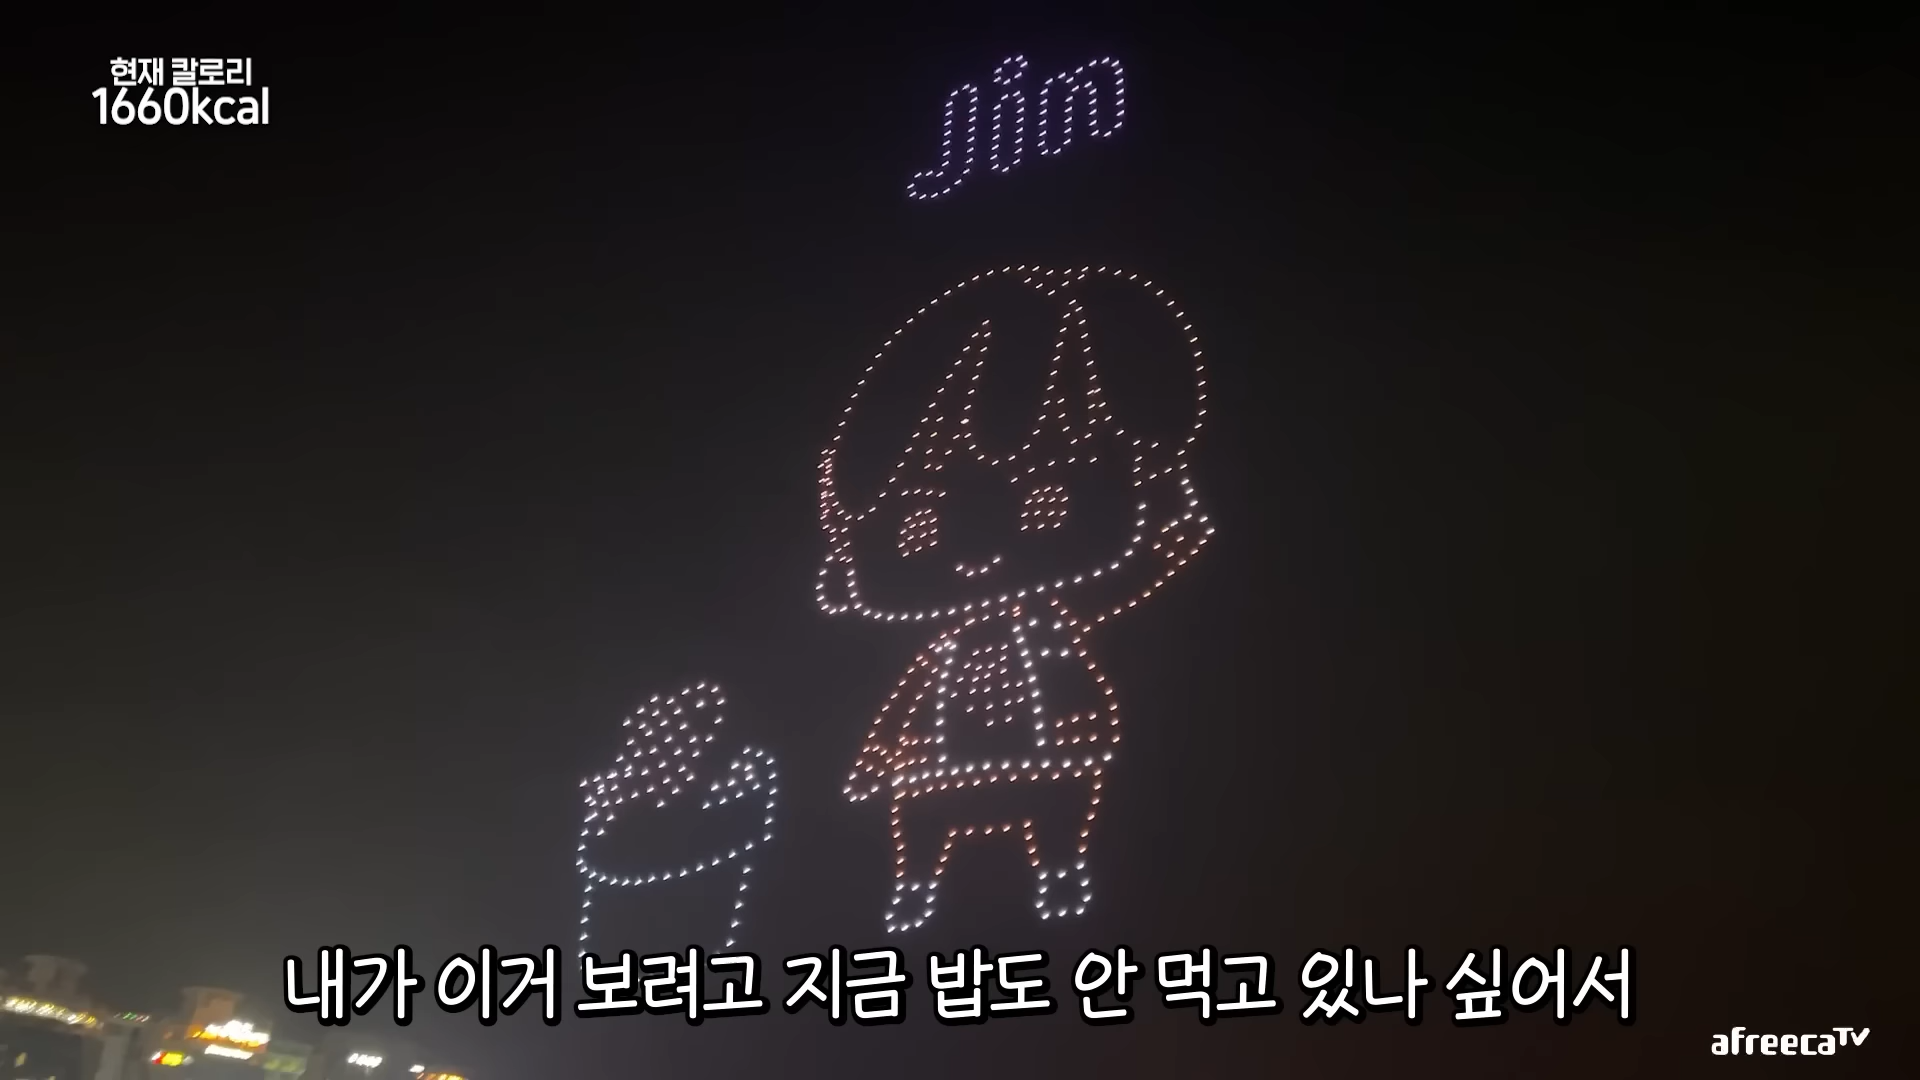 현재 칼로리
1660kcal
Jin
내가 이거 보려고 지금 밥도 안 먹고 있나 싶어서
afreecaTV